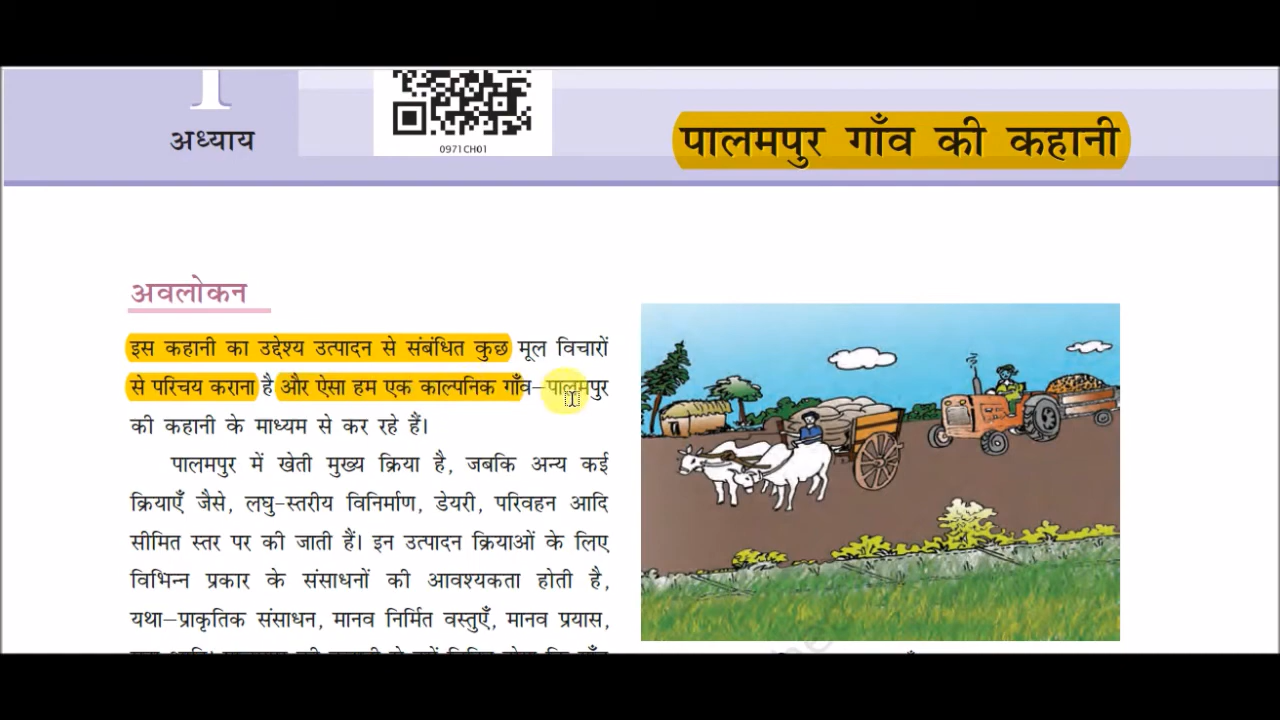 1
अध्याय
0971CH01
पालमपुर गाँव की कहानी
अवलोकन
इस कहानी का उद्देश्य उत्पादन से संबंधित कुछ मूल विचारों
से परिचय कराना है और ऐसा हम एक काल्पनिक गाँव–पालमपुर
की कहानी के माध्यम से कर रहे हैं।
पालमपुर में खेती मुख्य क्रिया है, जबकि अन्य कई
क्रियाएँ जैसे, लघु-स्तरीय विनिर्माण, डेयरी, परिवहन आदि
सीमित स्तर पर की जाती हैं। इन उत्पादन क्रियाओं के लिए
विभिन्न प्रकार के संसाधनों की आवश्यकता होती है,
यथा–प्राकृतिक संसाधन, मानव निर्मित वस्तुएँ, मानव प्रयास,